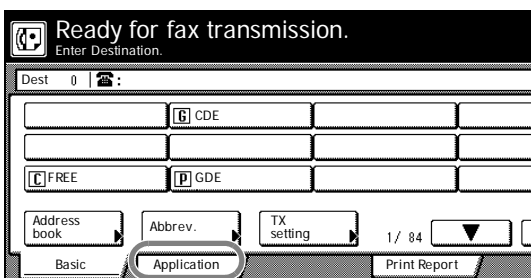 Ready for fax transmission.
Enter Destination.
Dest 0 :
G CDE
C FREE P GDE
Address book Abbrev. TX setting 1/ 84
Basic Application Print Report